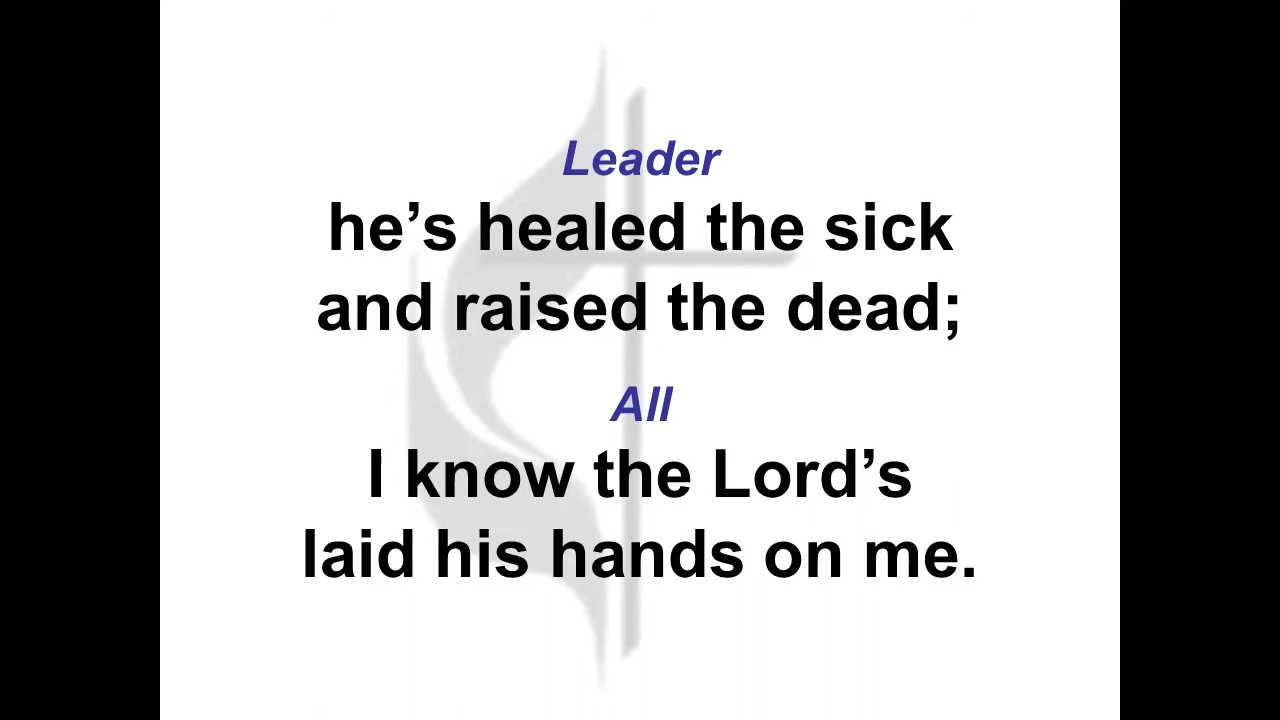 Leader
he’s healed the sick
and raised the dead;
All
I know the Lord’s
laid his hands on me.